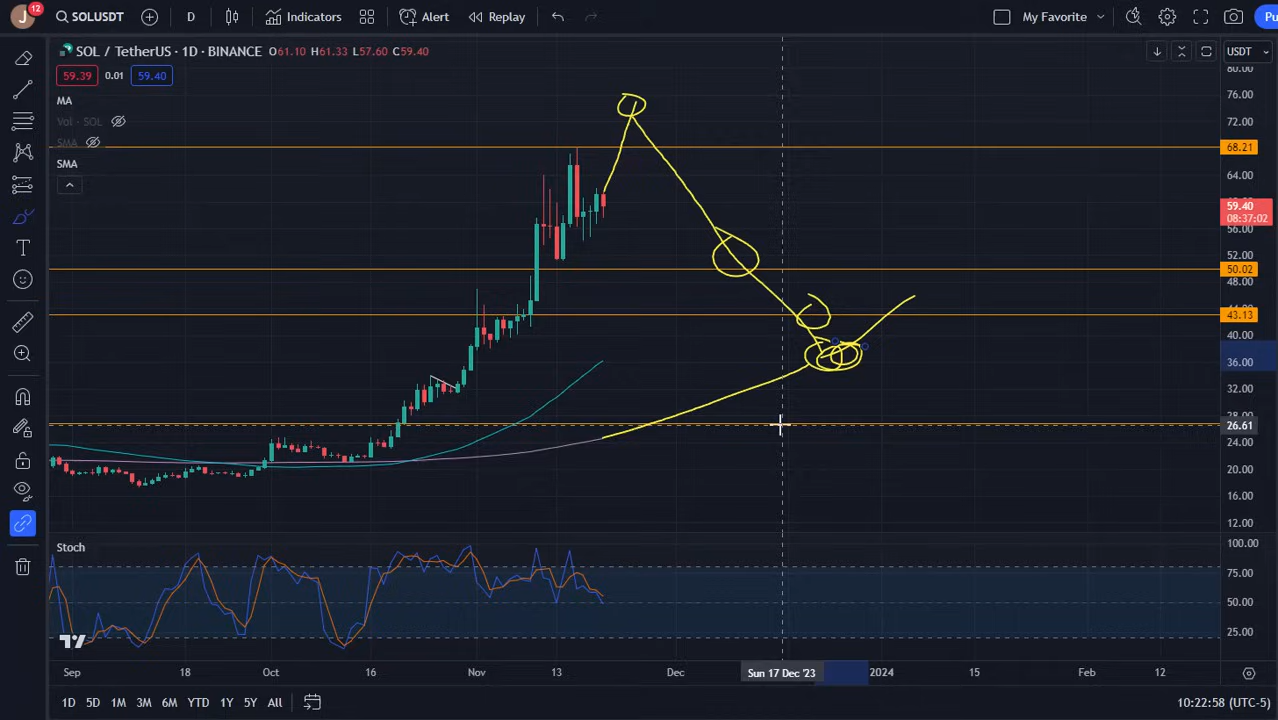 J 12 SOLUSDT D Indicators Alert Replay My Favorite Pu
SOL / TetherUS · 1D · BINANCE O61.10 H61.33 L57.60 C59.40 USDT
59.39 0.01 59.40
MA
Vol · SOL
SMA
SMA
80.00
76.00
72.00
68.21
64.00
59.40
08:37:02
56.00
52.00
50.02
48.00
43.13
40.00
36.00
32.00
28.00
26.61
24.00
20.00
16.00
12.00
Stoch
100.00
75.00
50.00
25.00
Sep 18 Oct 16 Nov 13 Dec Sun 17 Dec '23 2024 15 Feb 12
1D 5D 1M 3M 6M YTD 1Y 5Y All 10:22:58 (UTC-5)